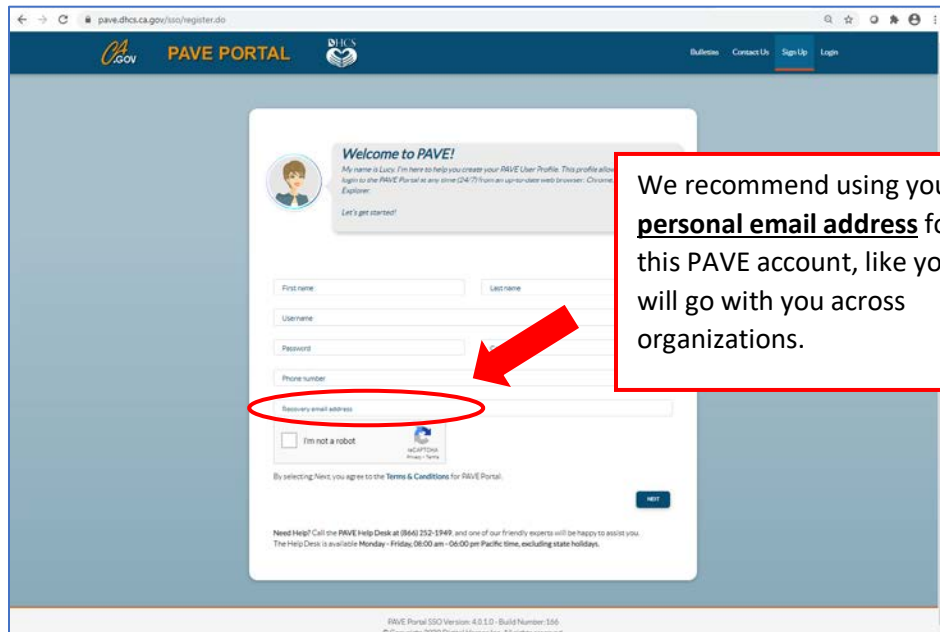 pave.dhcs.ca.gov/sso/register.do
CA.GOV PAVE PORTAL DHCS Bulletins Contact Us Sign Up Login
Welcome to PAVE!
My name is Lucy. I'm here to help you create your PAVE User Profile. This profile allow
login to the PAVE Portal at any time (24/7) from an up-to-date web browser: Chrome,
Explorer.
Let's get started!
We recommend using you
personal email address fo
this PAVE account, like yo
will go with you across
organizations.
First name Last name
Username
Password
Phone number
Recovery email address
I'm not a robot
reCAPTCHA
Privacy - Terms
By selecting Next, you agree to the Terms & Conditions for PAVE Portal.
NEXT
Need Help? Call the PAVE Help Desk at (866) 252-1949, and one of our friendly experts will be happy to assist you.
The Help Desk is available Monday - Friday, 08:00 am - 06:00 pm Pacific time, excluding state holidays.
PAVE Portal SSO Version: 4.0.1.0 - Build Number: 166